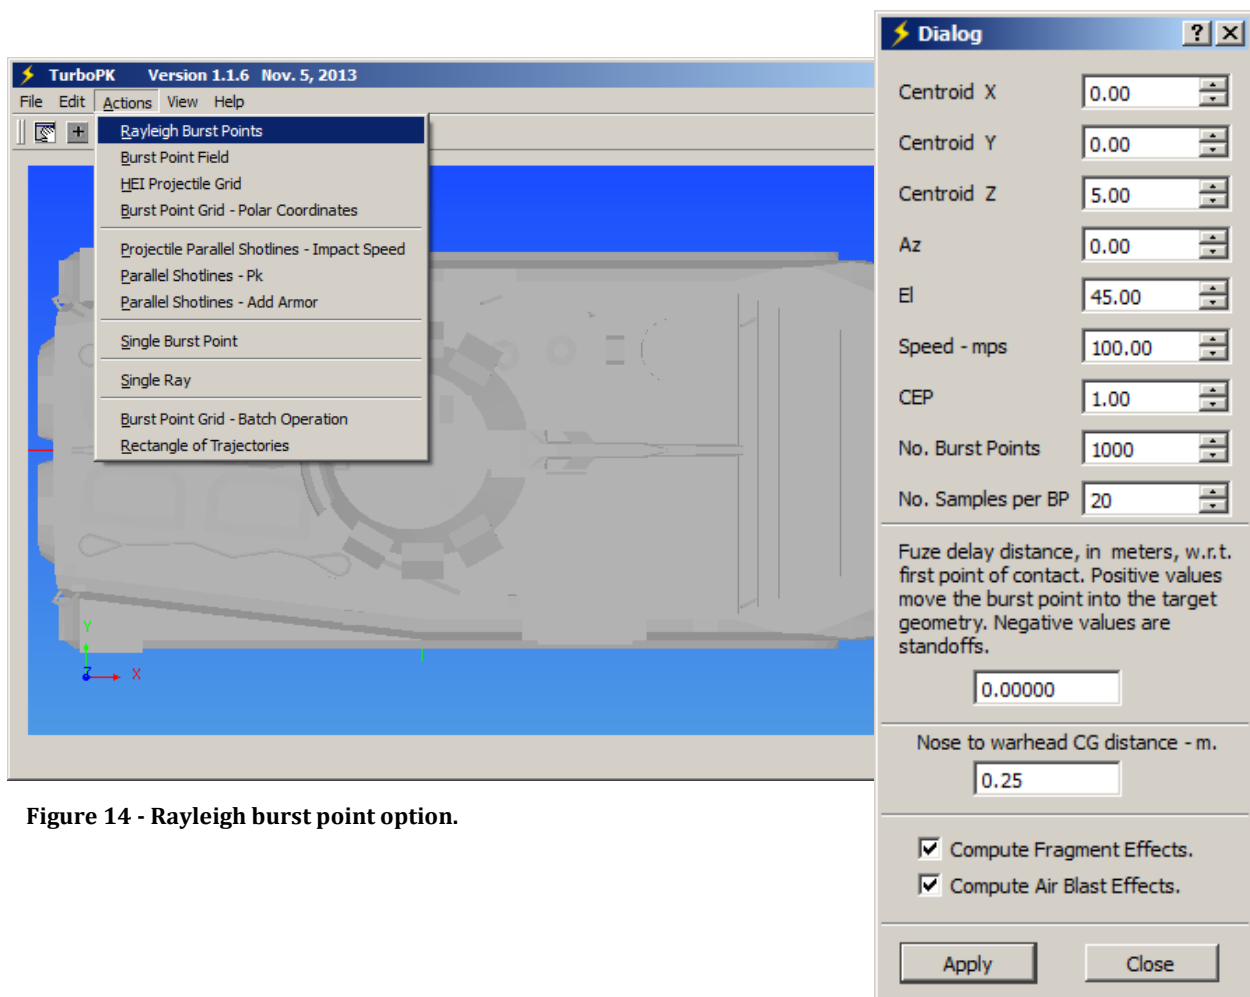 TurboPK Version 1.1.6 Nov. 5, 2013
File Edit Actions View Help
Rayleigh Burst Points
Burst Point Field
HEI Projectile Grid
Burst Point Grid - Polar Coordinates
Projectile Parallel Shotlines - Impact Speed
Parallel Shotlines - Pk
Parallel Shotlines - Add Armor
Single Burst Point
Single Ray
Burst Point Grid - Batch Operation
Rectangle of Trajectories
Y
Z X
Figure 14 - Rayleigh burst point option.
Dialog ? X
Centroid X 0.00
Centroid Y 0.00
Centroid Z 5.00
Az 0.00
El 45.00
Speed - mps 100.00
CEP 1.00
No. Burst Points 1000
No. Samples per BP 20
Fuze delay distance, in meters, w.r.t.
first point of contact. Positive values
move the burst point into the target
geometry. Negative values are
standoffs.
0.00000
Nose to warhead CG distance - m.
0.25
Compute Fragment Effects.
Compute Air Blast Effects.
Apply Close